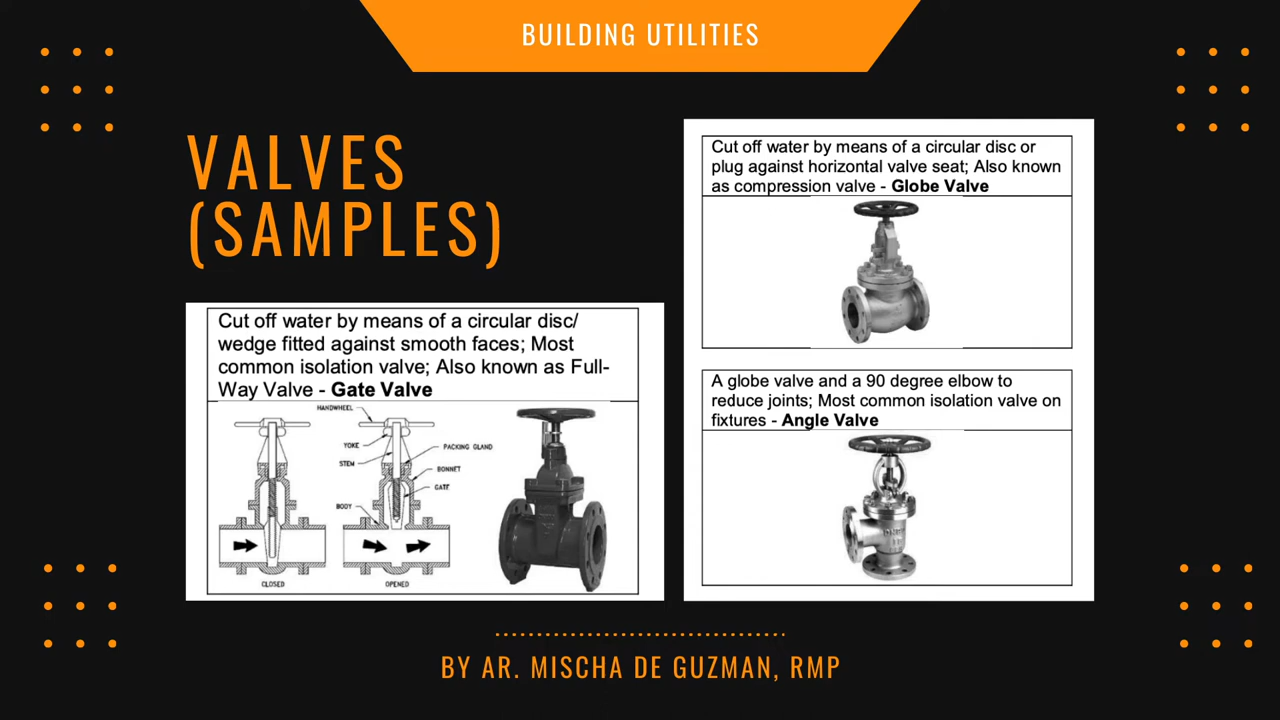 BUILDING UTILITIES
VALVES
(SAMPLES)
Cut off water by means of a circular disc/
wedge fitted against smooth faces; Most
common isolation valve; Also known as Full-
Way Valve - Gate Valve
HANDWHEEL
YOKE
STEM
PACKING GLAND
BONNET
GATE
BODY
CLOSED
OPENED
Cut off water by means of a circular disc or
plug against horizontal valve seat; Also known
as compression valve - Globe Valve
A globe valve and a 90 degree elbow to
reduce joints; Most common isolation valve on
fixtures - Angle Valve
BY AR. MISCHA DE GUZMAN, RMP